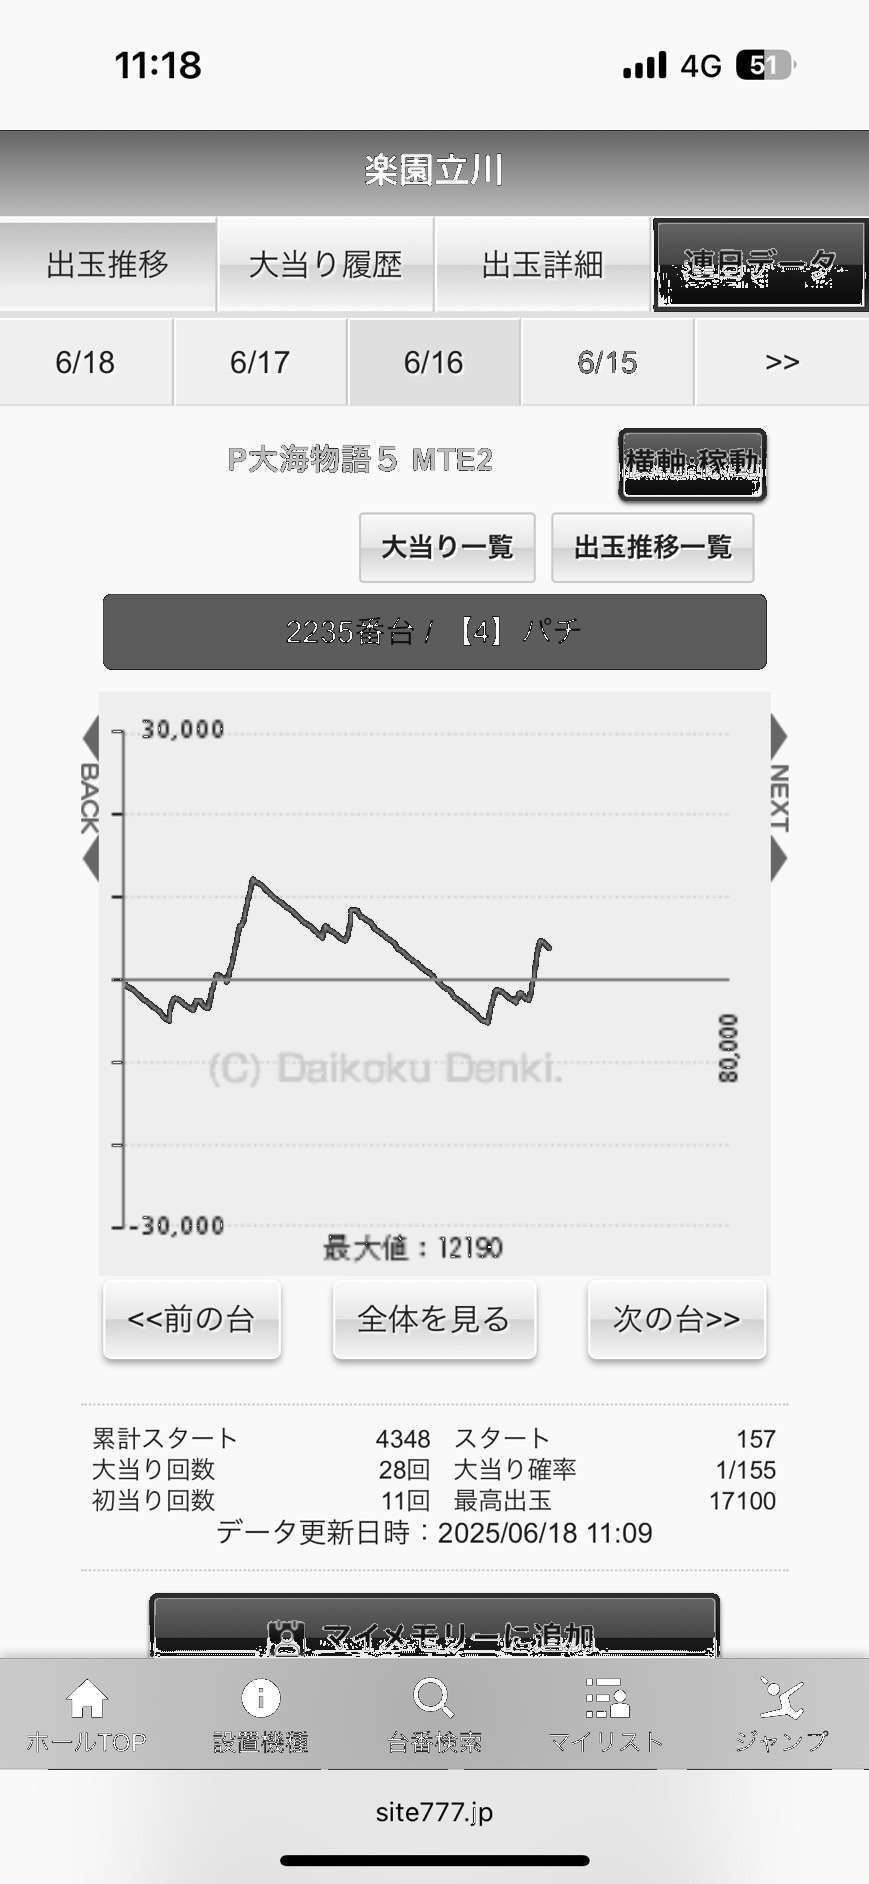 11:18 4G 51
楽園立川
出玉推移 大当り履歴 出玉詳細 連日データ
6/18 6/17 6/16 6/15 >>
P大海物語5 MTE2 横軸:稼動
大当り一覧 出玉推移一覧
2235番台 / 【4】 パチ
30,000
BACK NEXT
80,000
(C) Daikoku Denki.
-30,000
最大値：12190
<<前の台 全体を見る 次の台>>
累計スタート 4348 スタート 157
大当り回数 28回 大当り確率 1/155
初当り回数 11回 最高出玉 17100
データ更新日時：2025/06/18 11:09
マイメモリーに追加
ホールTOP 設置機種 台番検索 マイリスト ジャンプ
site777.jp